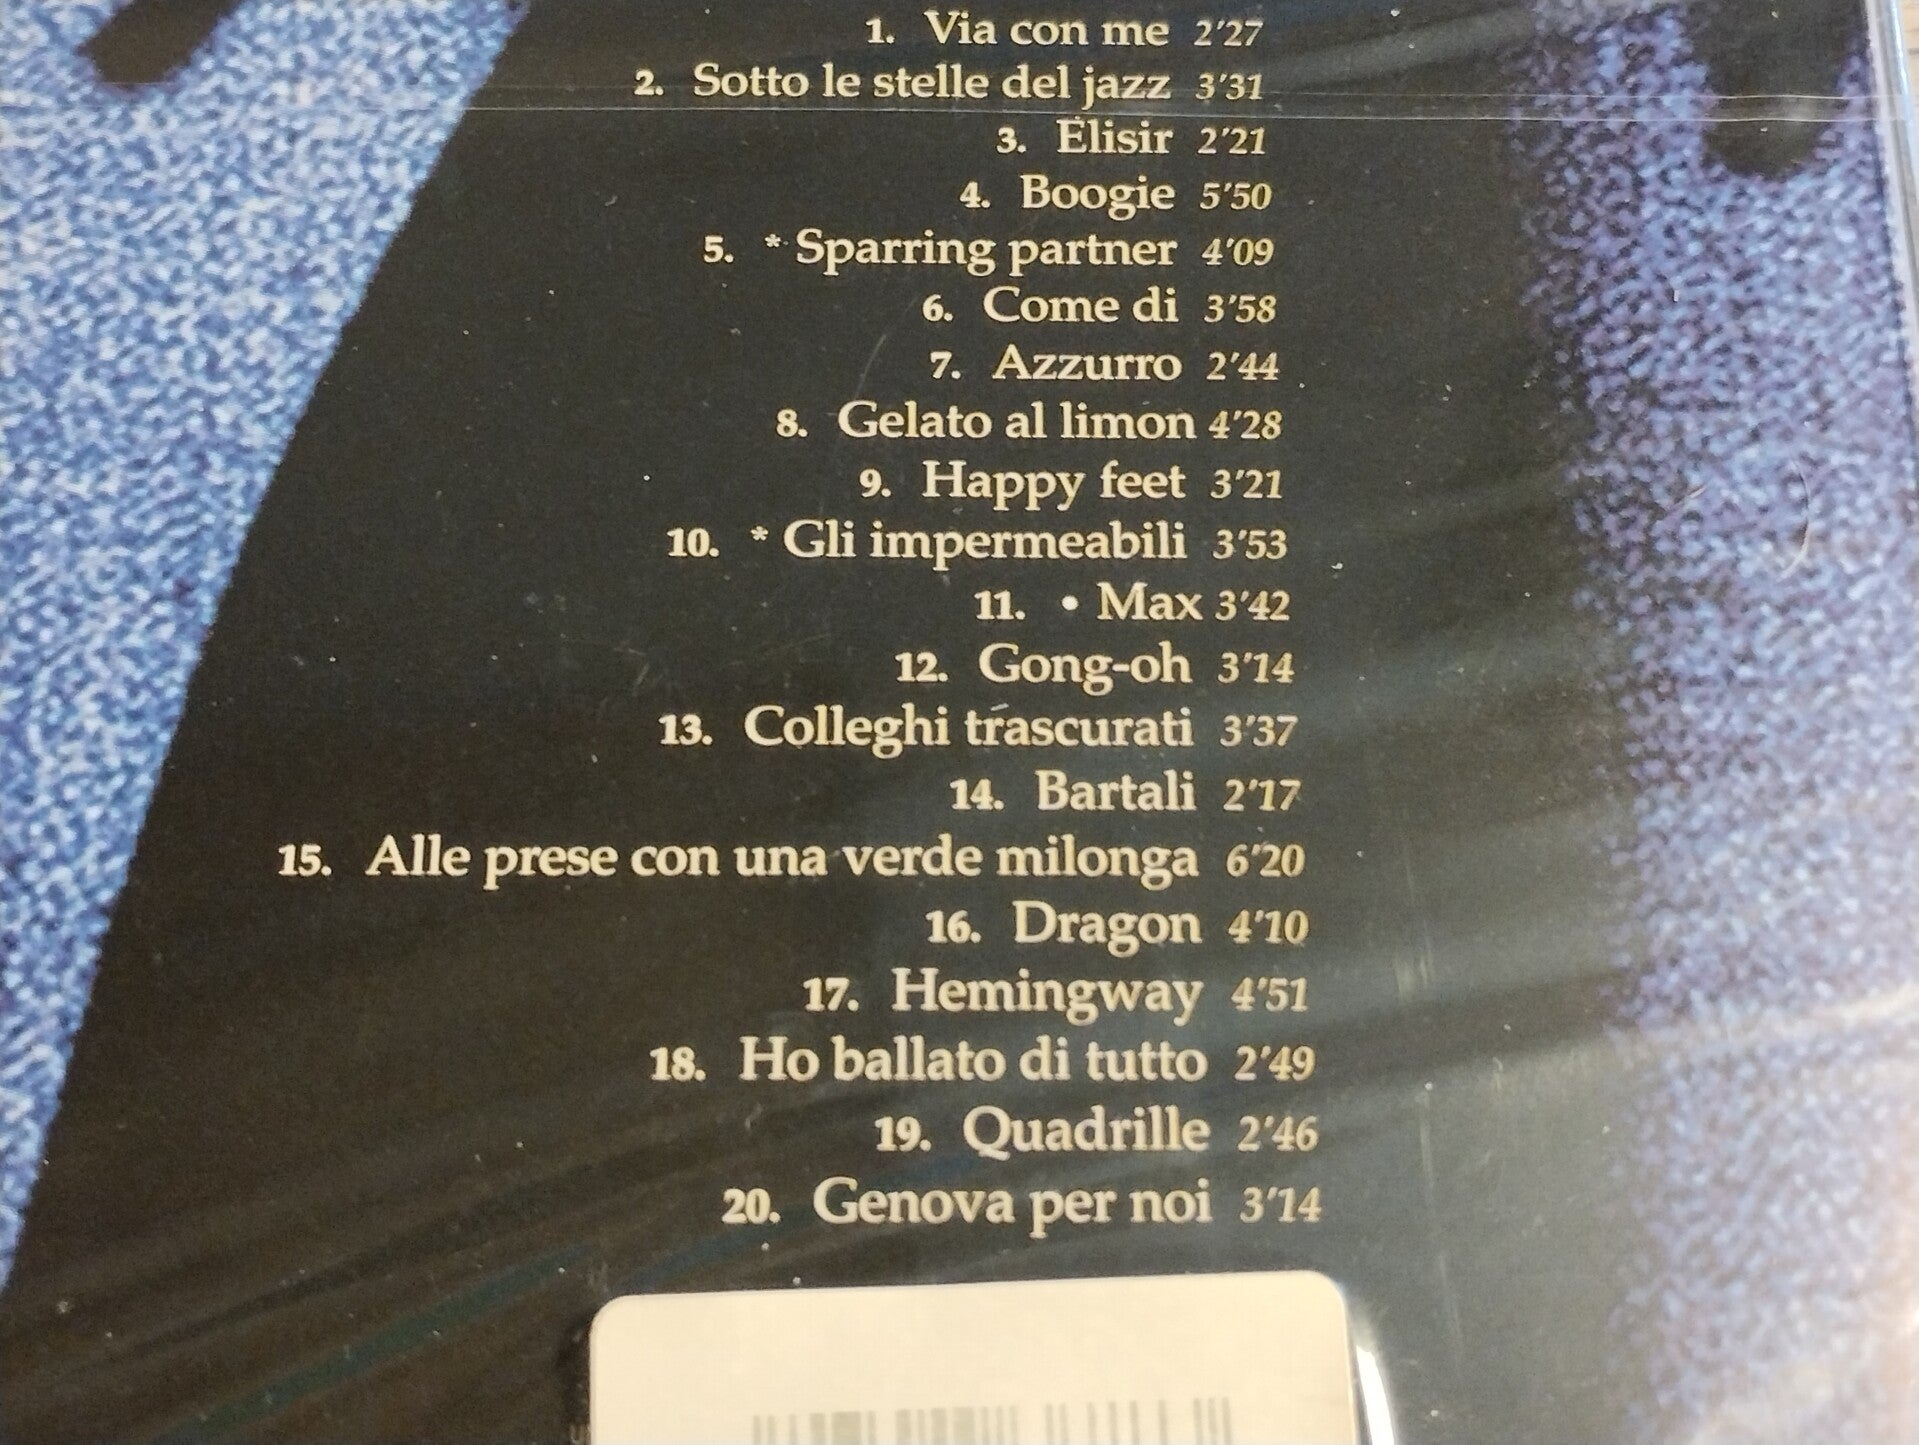 1. Via con me 2'27
2. Sotto le stelle del jazz 3'31
3. Elisir 2'21
4. Boogie 5'50
5. * Sparring partner 4'09
6. Come di 3'58
7. Azzurro 2'44
8. Gelato al limon 4'28
9. Happy feet 3'21
10. * Gli impermeabili 3'53
11. • Max 3'42
12. Gong-oh 3'14
13. Colleghi trascurati 3'37
14. Bartali 2'17
15. Alle prese con una verde milonga 6'20
16. Dragon 4'10
17. Hemingway 4'51
18. Ho ballato di tutto 2'49
19. Quadrille 2'46
20. Genova per noi 3'14